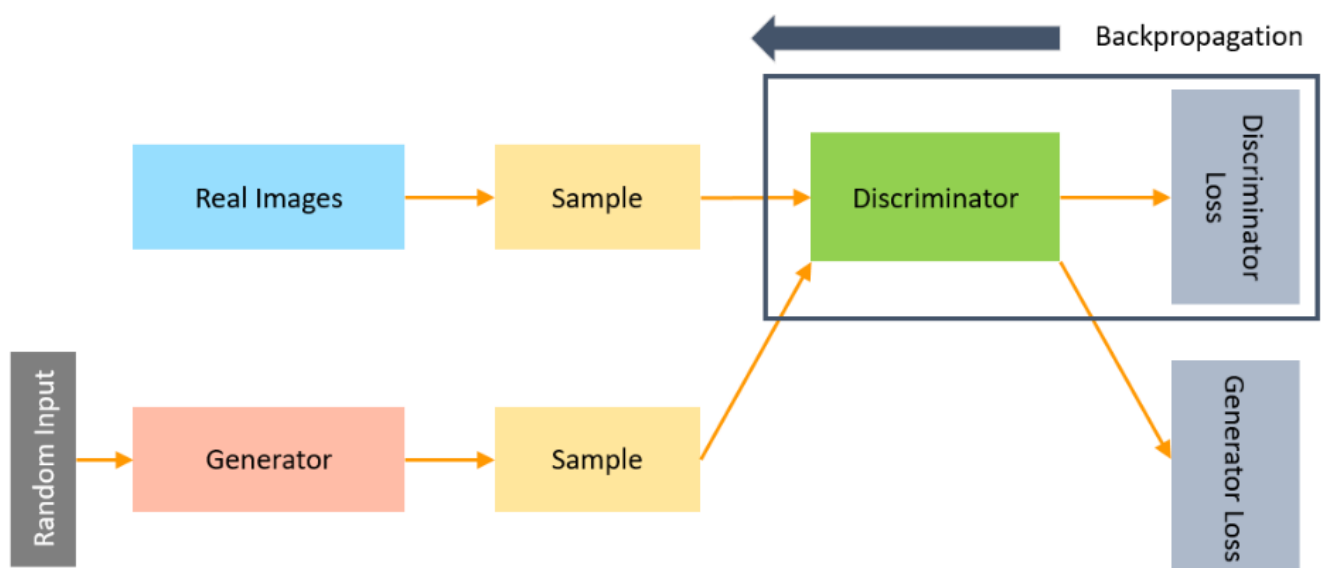 Backpropagation
Real Images
Sample
Discriminator
Discriminator
Loss
Random Input
Generator
Sample
Generator Loss